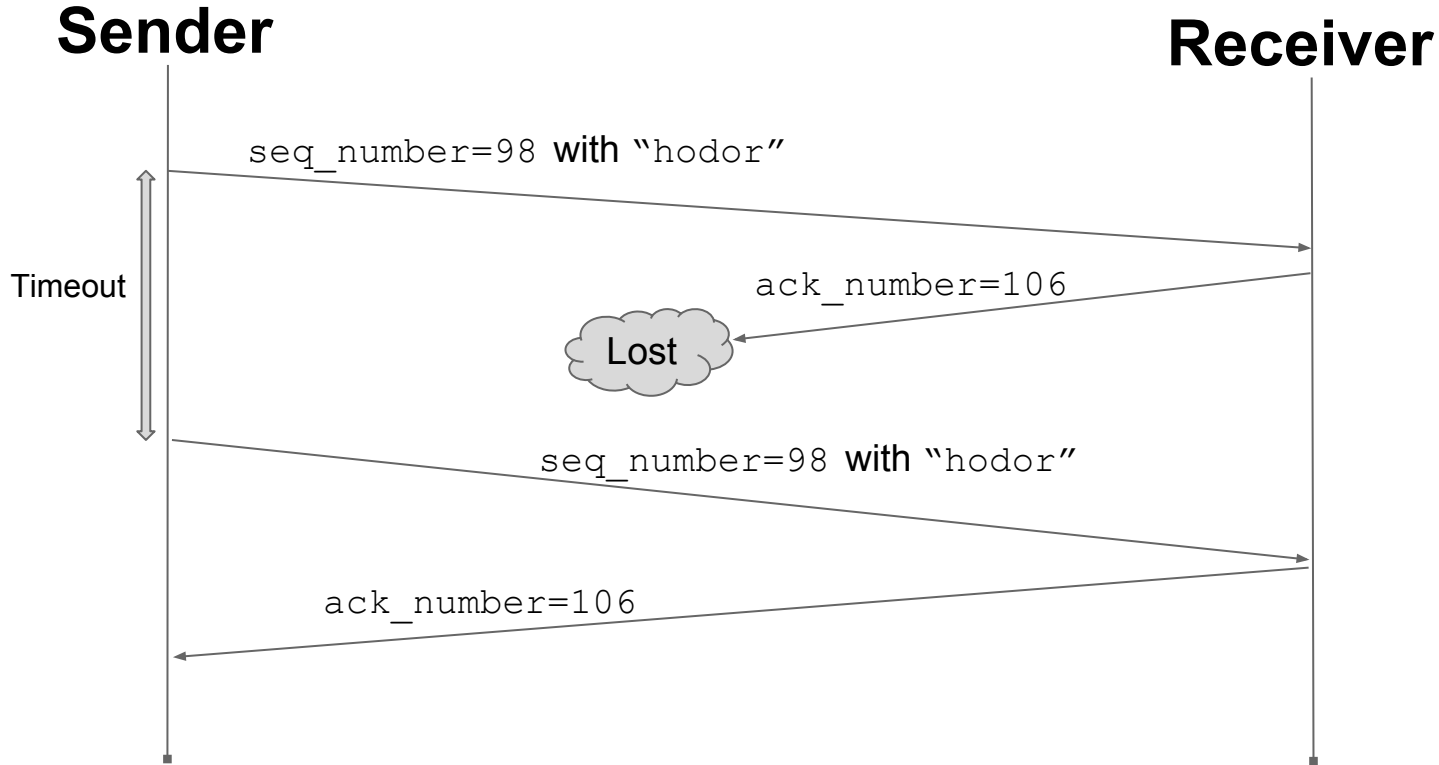 Sender
Receiver
seq_number=98 with “hodor”
Timeout
ack_number=106
Lost
seq_number=98 with “hodor”
ack_number=106